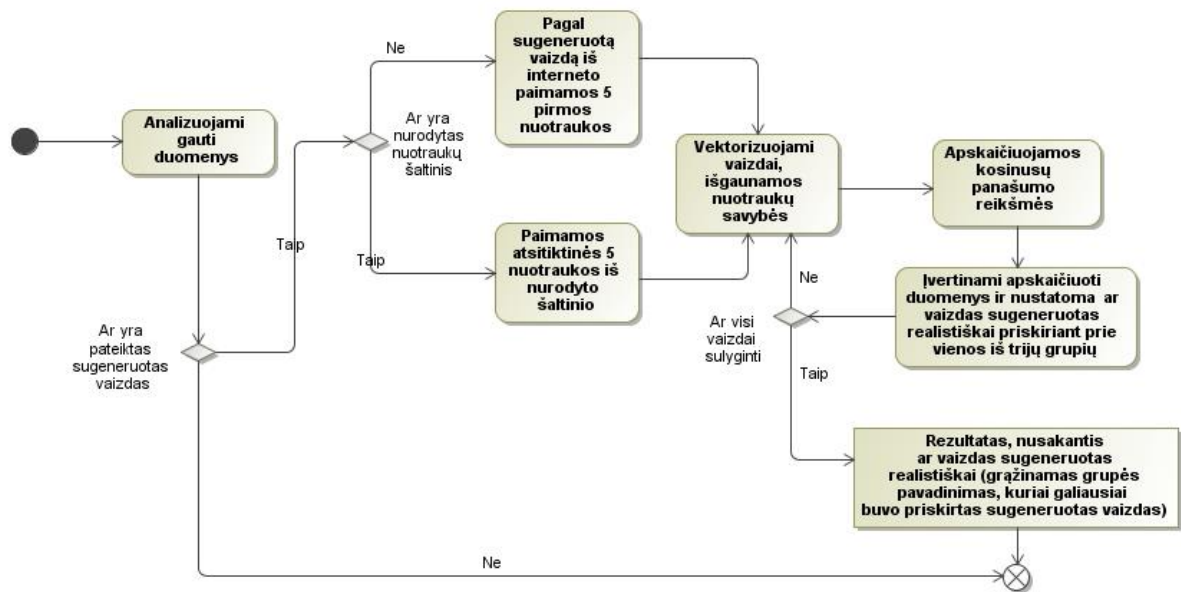 Analizuojami
gauti
duomenys
Ar yra
pateiktas
sugeneruotas
vaizdas
Taip
Ar yra
nurodytas
nuotraukų
šaltinis
Ne
Pagal
sugeneruotą
vaizdą iš
interneto
paimamos 5
pirmos
nuotraukos
Taip
Paimamos
atsitiktinės 5
nuotraukos iš
nurodyto
šaltinio
Vektorizuojami
vaizdai,
išgaunamos
nuotraukų
savybės
Apskaičiuojamos
kosinusų
panašumo
reikšmės
Įvertinami apskaičiuoti
duomenys ir nustatoma ar
vaizdas sugeneruotas
realistiškai priskiriant prie
vienos iš trijų grupių
Ne
Ar visi
vaizdai
sulyginti
Taip
Rezultatas, nusakantis
ar vaizdas sugeneruotas
realistiškai (grąžinamas grupės
pavadinimas, kuriai galiausiai
buvo priskirtas sugeneruotas vaizdas)
Ne